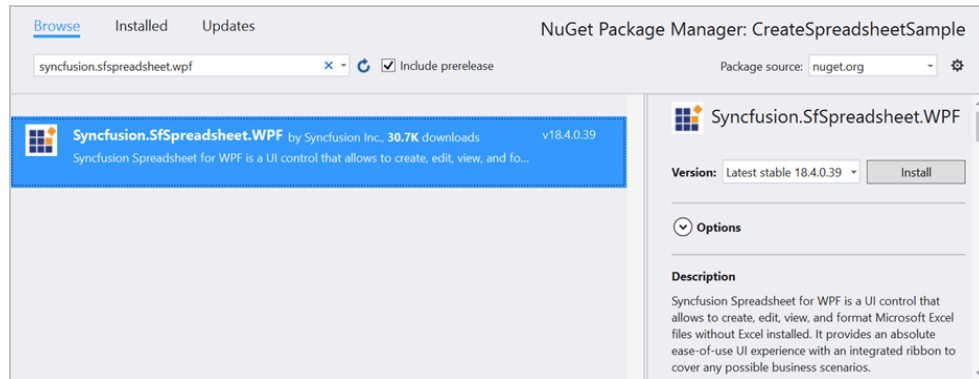 Browse Installed Updates
NuGet Package Manager: CreateSpreadsheetSample
syncfusion.sfspreadsheet.wpf
Include prerelease
Package source: nuget.org
Syncfusion.SfSpreadsheet.WPF by Syncfusion Inc., 30.7K downloads v18.4.0.39
Syncfusion Spreadsheet for WPF is a UI control that allows to create, edit, view, and fo...
Syncfusion.SfSpreadsheet.WPF
Version: Latest stable 18.4.0.39 Install
Options
Description
Syncfusion Spreadsheet for WPF is a UI control that
allows to create, edit, view, and format Microsoft Excel
files without Excel installed. It provides an absolute
ease-of-use UI experience with an integrated ribbon to
cover any possible business scenarios.